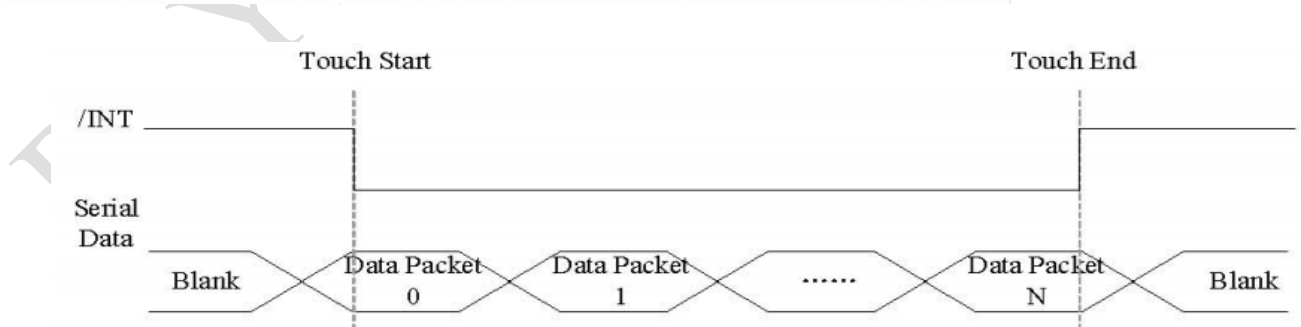 Touch Start
Touch End
/INT
Serial
Data
Blank
Data Packet
0
Data Packet
1
......
Data Packet
N
Blank